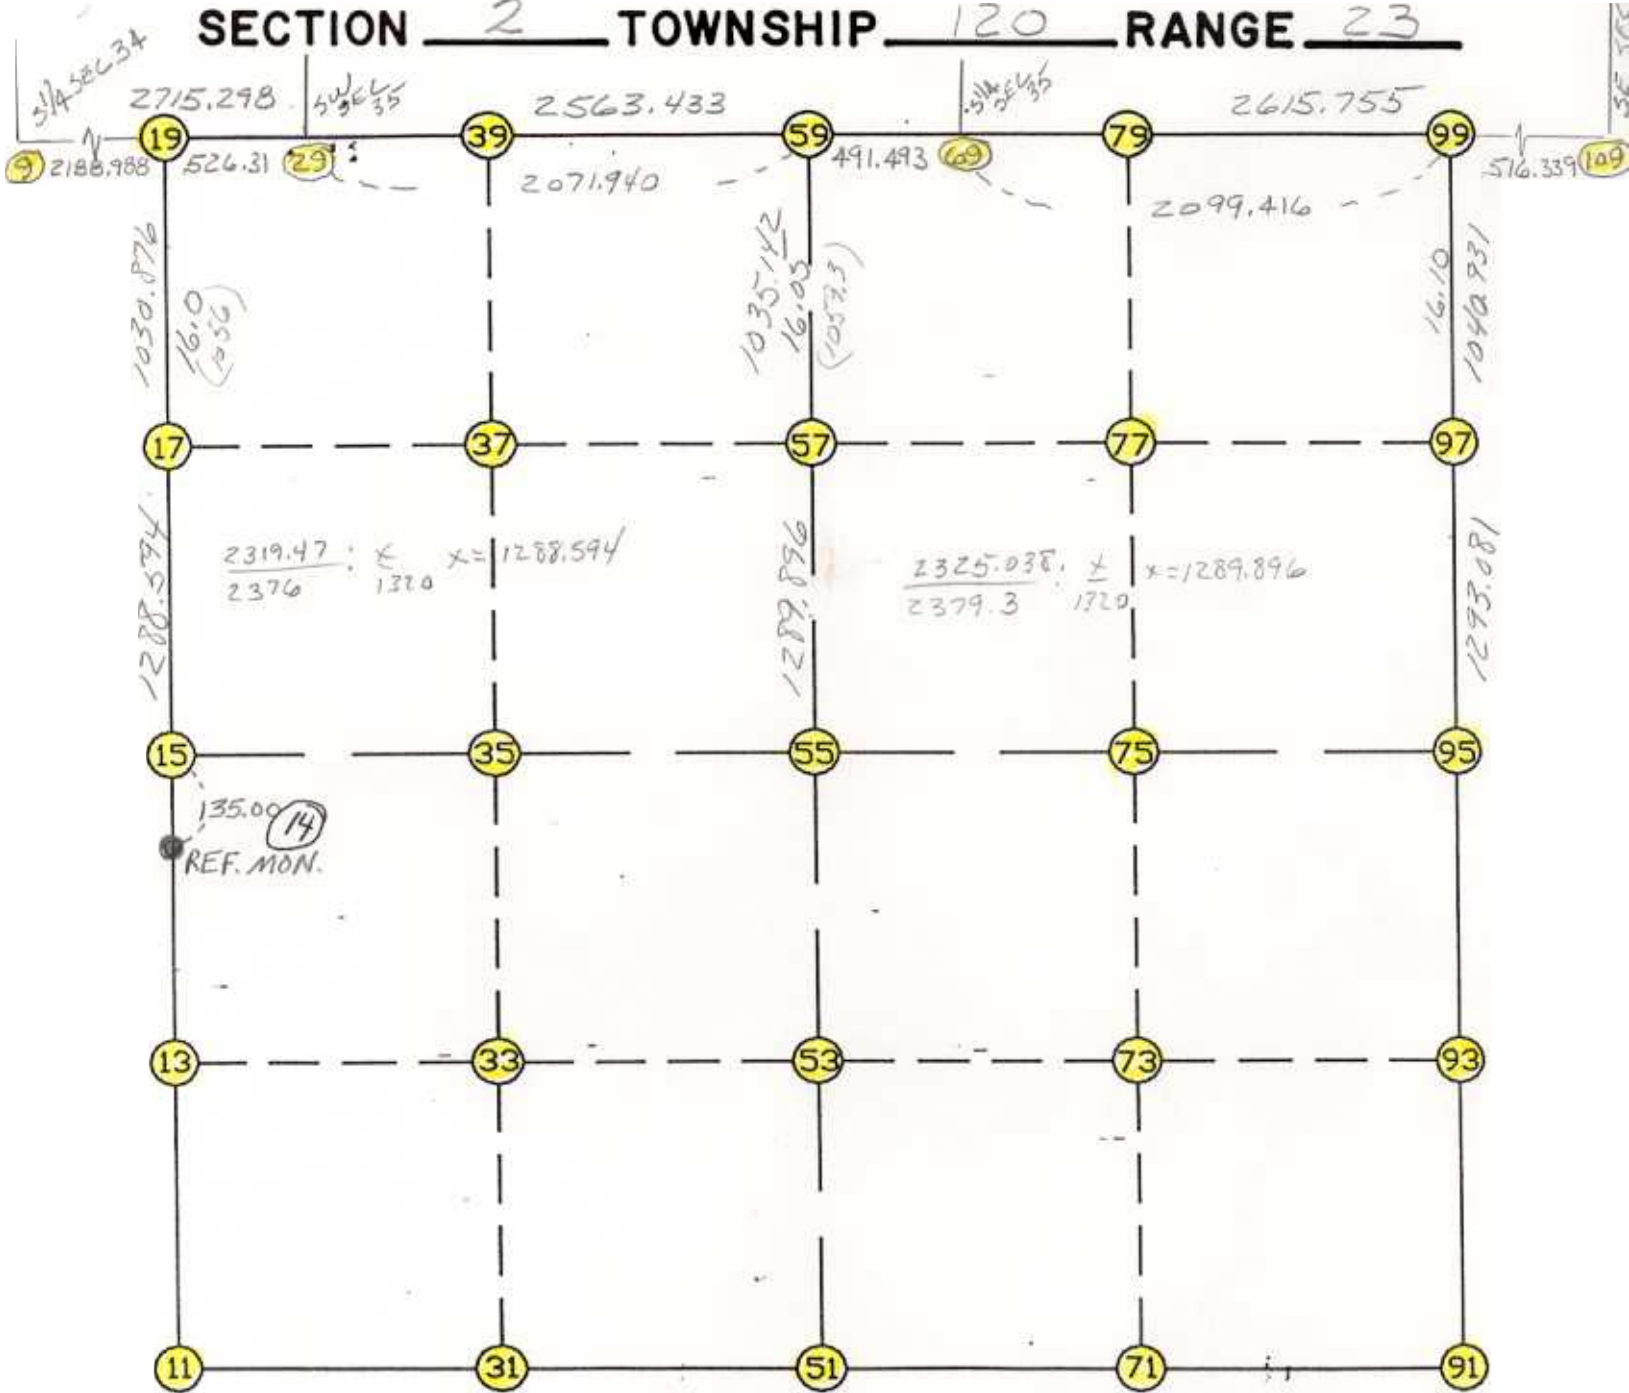 SECTION 2 TOWNSHIP 120 RANGE 23
S1/4 SEC 34
2715.298
SW SEC 35
2563.433
S1/4 SEC 35
2615.755
19 39 59 79 99
9 2188.988 526.31 29 491.493 69 516.339 109
2071.940
2099.416
1030.876
16.0
(1056)
1035.142
16.05
(1059.3)
16.10
1040.931
17 37 57 77 97
1288.594
2319.47 : x x=1288.594
2376 1320
1289.896
2325.038 : x x=1289.896
2379.3 1320
1293.081
15 35 55 75 95
135.00 14
REF. MON.
13 33 53 73 93
11 31 51 71 91